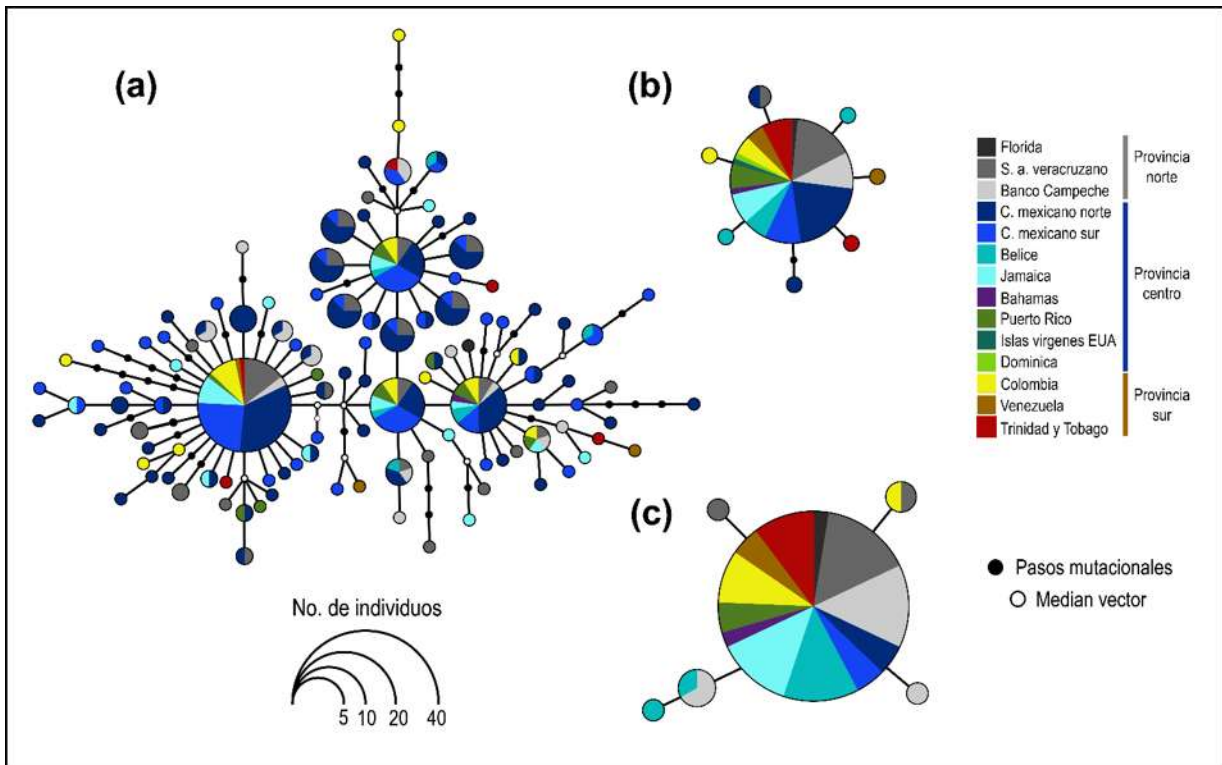 (a)
(b)
Florida
S. a. veracruzano
Banco Campeche
C. mexicano norte
C. mexicano sur
Belice
Jamaica
Bahamas
Puerto Rico
Islas virgenes EUA
Dominica
Colombia
Venezuela
Trinidad y Tobago
Provincia
norte
Provincia
centro
Provincia
sur
(c)
Pasos mutacionales
Median vector
No. de individuos
5 10 20 40